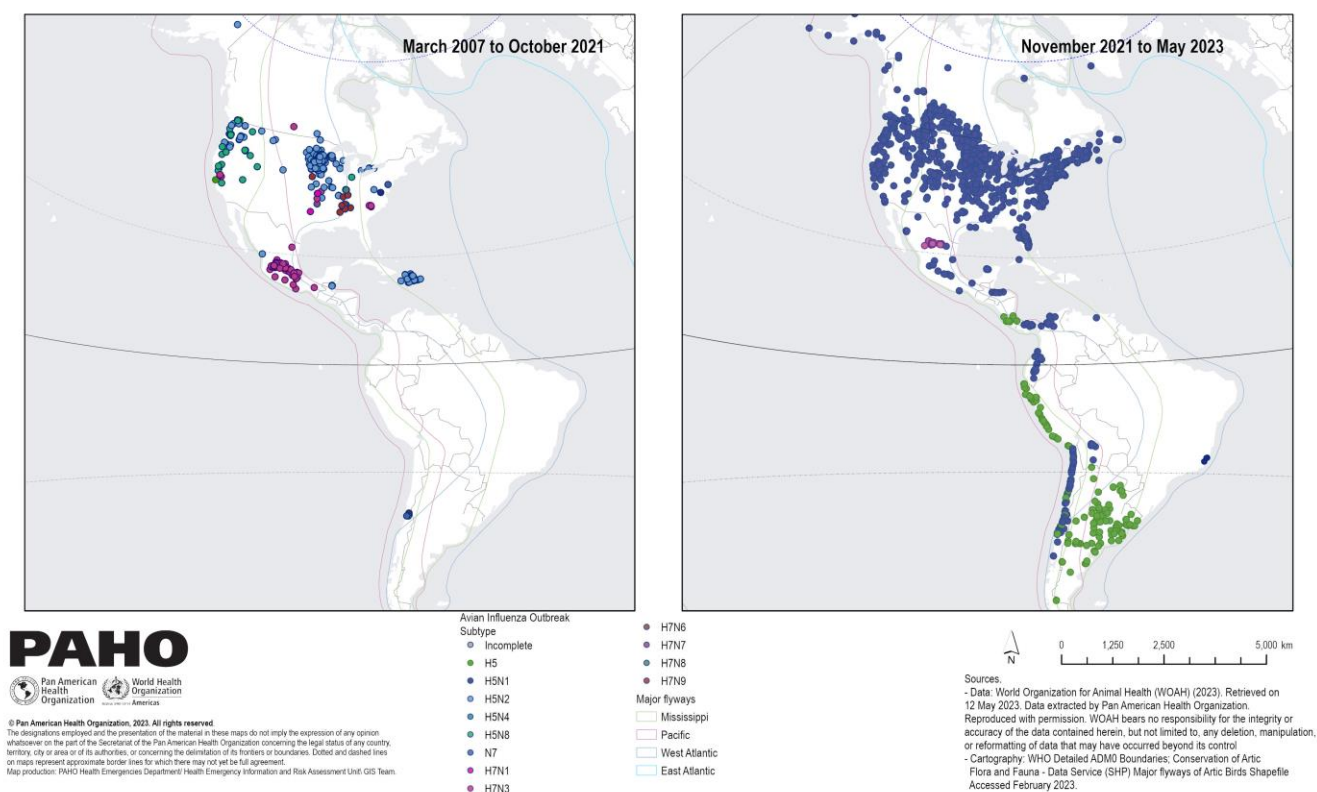 March 2007 to October 2021
November 2021 to May 2023
PAHO
Pan American
Health
Organization
World Health
Organization
Americas
© Pan American Health Organization, 2023. All rights reserved.
The designations employed and the presentation of the material in these maps do not imply the expression of any opinion
whatsoever on the part of the Secretariat of the Pan American Health Organization concerning the legal status of any country,
territory, city or area or of its authorities, or concerning the delimitation of its frontiers or boundaries. Dotted and dashed lines
on maps represent approximate border lines for which there may not yet be full agreement.
Map production: PAHO Health Emergencies Department/ Health Emergency Information and Risk Assessment Unit\ GIS Team.
Avian Influenza Outbreak
Subtype
Incomplete
H5
H5N1
H5N2
H5N4
H5N8
N7
H7N1
H7N3
H7N6
H7N7
H7N8
H7N9
Major flyways
Mississippi
Pacific
West Atlantic
East Atlantic
N
0 1,250 2,500 5,000 km
Sources.
- Data: World Organization for Animal Health (WOAH) (2023). Retrieved on
12 May 2023. Data extracted by Pan American Health Organization.
Reproduced with permission. WOAH bears no responsibility for the integrity or
accuracy of the data contained herein, but not limited to, any deletion, manipulation,
or reformatting of data that may have occurred beyond its control
- Cartography: WHO Detailed ADM0 Boundaries; Conservation of Artic
Flora and Fauna - Data Service (SHP) Major flyways of Artic Birds Shapefile
Accessed February 2023.